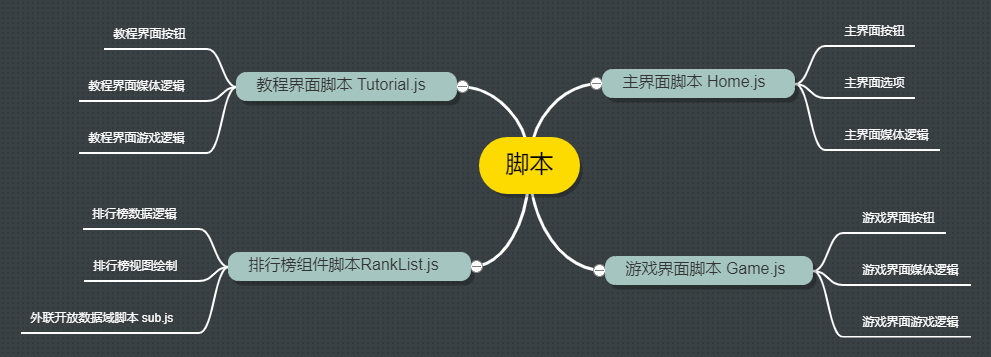 脚本
教程界面脚本 Tutorial.js
教程界面按钮
教程界面媒体逻辑
教程界面游戏逻辑
主界面脚本 Home.js
主界面按钮
主界面选项
主界面媒体逻辑
排行榜组件脚本RankList.js
排行榜数据逻辑
排行榜视图绘制
外联开放数据域脚本 sub.js
游戏界面脚本 Game.js
游戏界面按钮
游戏界面媒体逻辑
游戏界面游戏逻辑